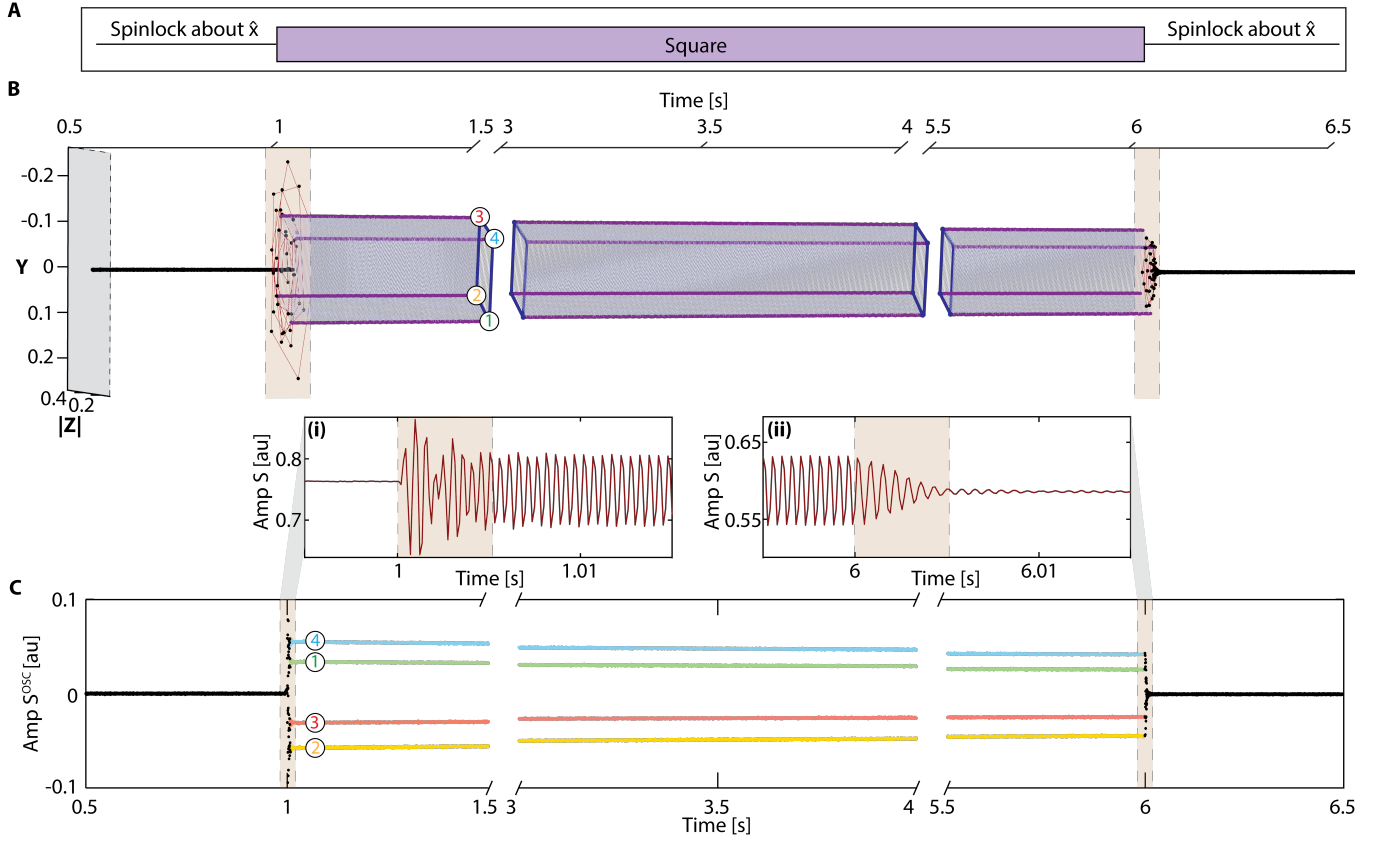 A
Spinlock about x̂
Square
Spinlock about x̂
B
Time [s]
0.5 1 1.5 3 3.5 4 5.5 6 6.5
-0.2
-0.1
Y 0
0.1
0.2
0.4 0.2
|Z|
3
4
2
1
(i)
Amp S [au]
0.8
0.7
1 1.01
Time [s]
(ii)
Amp S [au]
0.65
0.55
6 6.01
Time [s]
C
Amp S^OSC [au]
0.1
0
-0.1
4
1
3
2
0.5 1 1.5 3 3.5 4 5.5 6 6.5
Time [s]